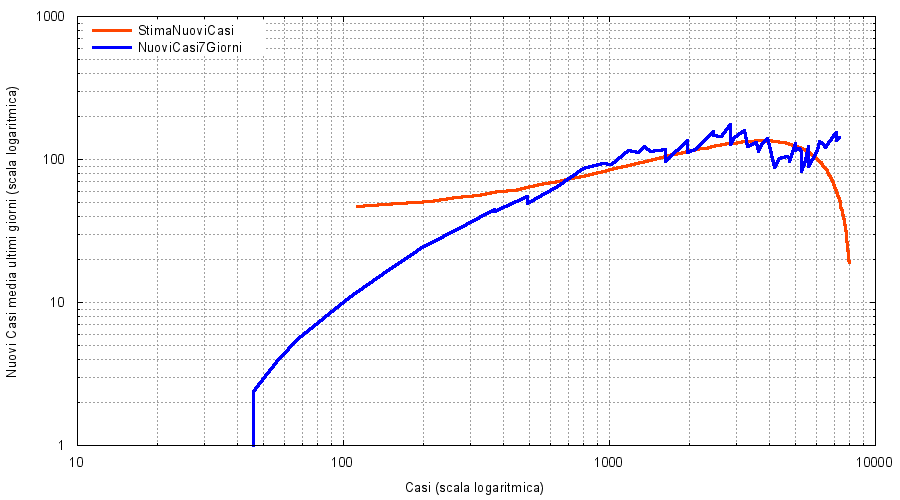 1000
StimaNuoviCasi
NuoviCasi7Giorni
100
10
1
10
100
1000
10000
Nuovi Casi media ultimi giorni (scala logaritmica)
Casi (scala logaritmica)